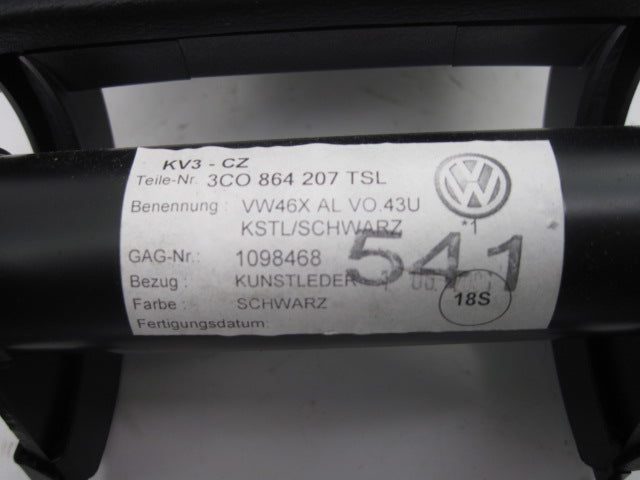 KV3 - CZ
Teile-Nr. 3CO 864 207 TSL
Benennung : VW46X AL VO.43U
KSTL/SCHWARZ *1
GAG-Nr.: 1098468
541
Bezug : KUNSTLEDER
Farbe : SCHWARZ
18S
Fertigungsdatum: